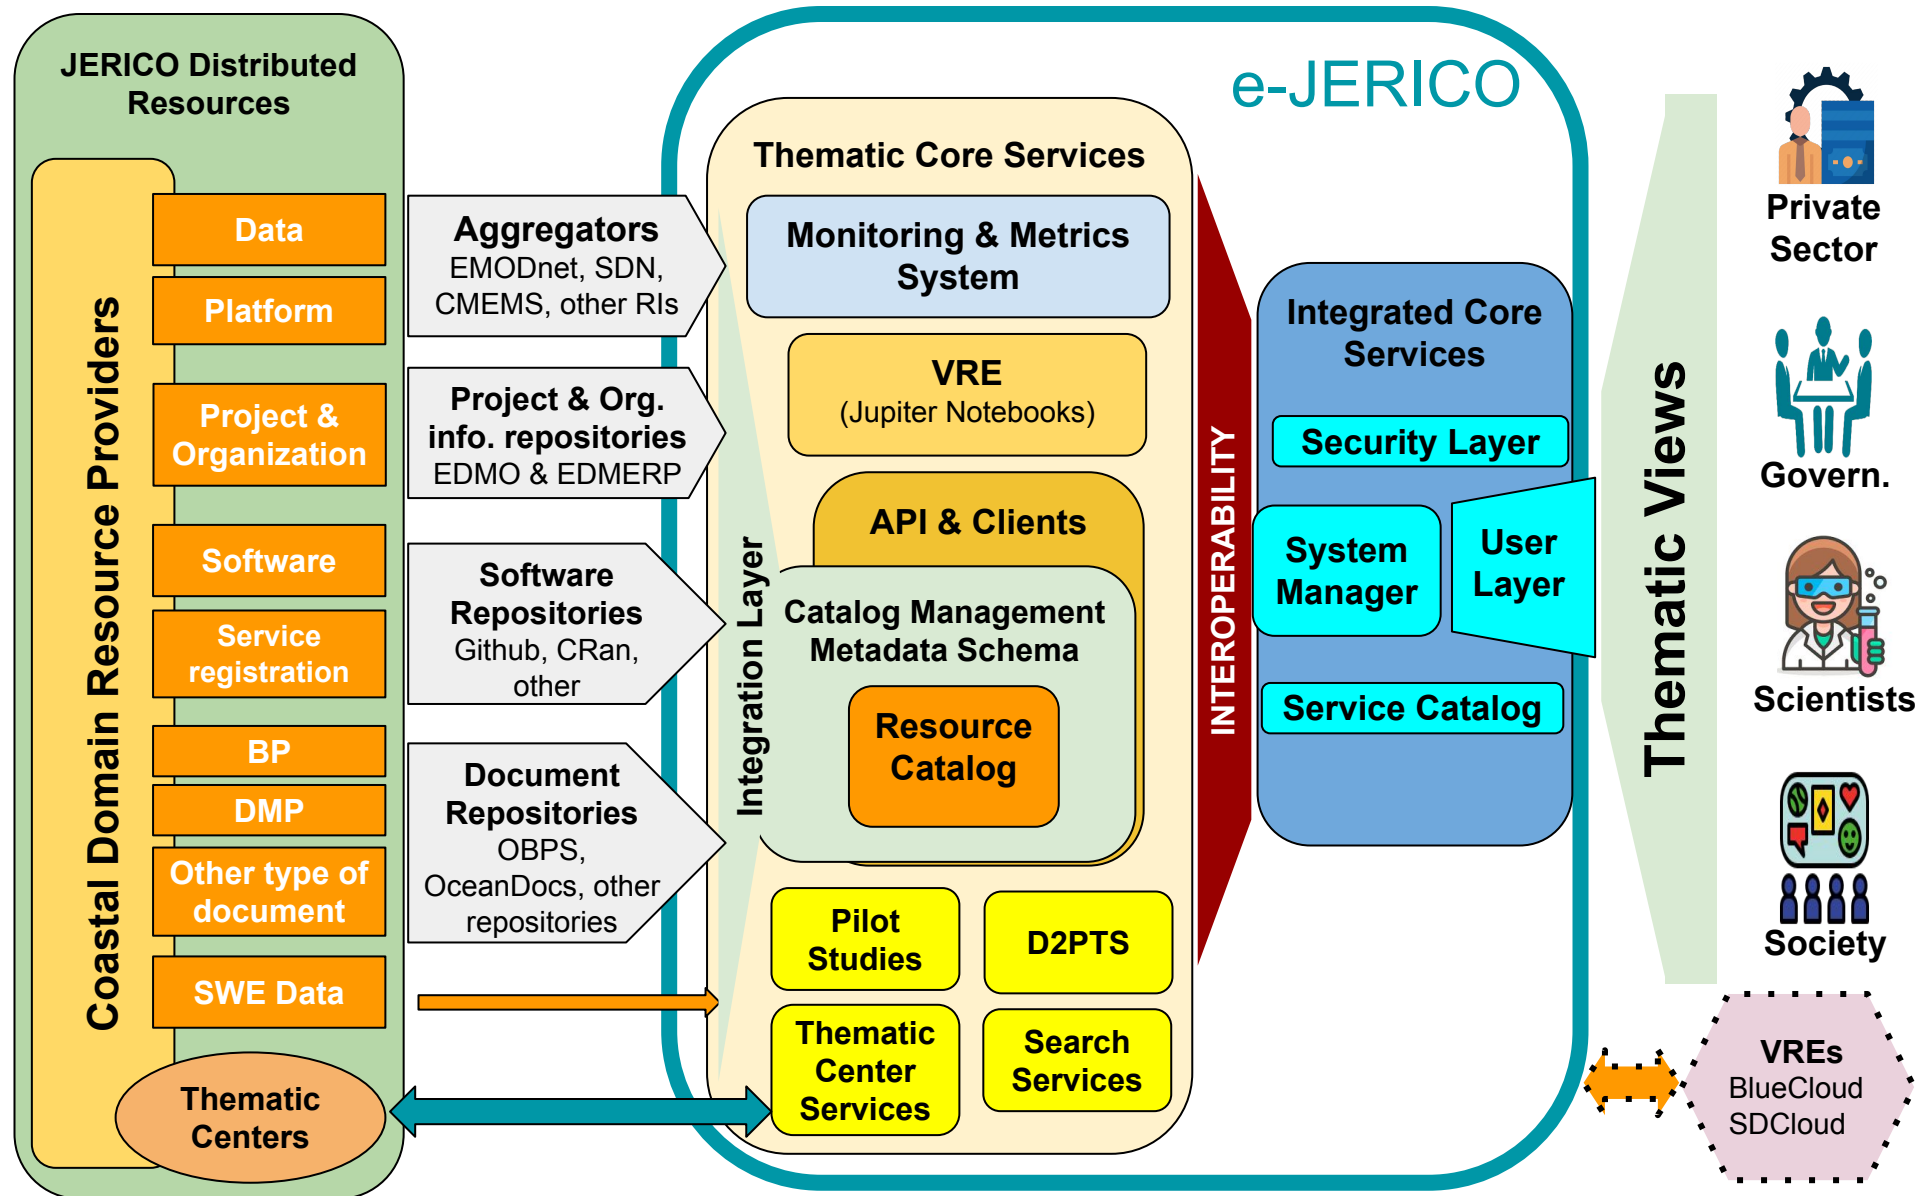 JERICO Distributed
Resources
Coastal Domain Resource Providers
Data
Platform
Project &
Organization
Software
Service
registration
BP
DMP
Other type of
document
SWE Data
Thematic
Centers
Aggregators
EMODnet, SDN,
CMEMS, other RIs
Project & Org.
info. repositories
EDMO & EDMERP
Software
Repositories
Github, CRan,
other
Document
Repositories
OBPS,
OceanDocs, other
repositories
e-JERICO
Thematic Core Services
Integration Layer
Monitoring & Metrics
System
VRE
(Jupiter Notebooks)
API & Clients
Catalog Management
Metadata Schema
Resource
Catalog
Pilot
Studies
D2PTS
Thematic
Center
Services
Search
Services
INTEROPERABILITY
Integrated Core
Services
Security Layer
System
Manager
User
Layer
Service Catalog
Thematic Views
Private
Sector
Govern.
Scientists
Society
VREs
BlueCloud
SDCloud